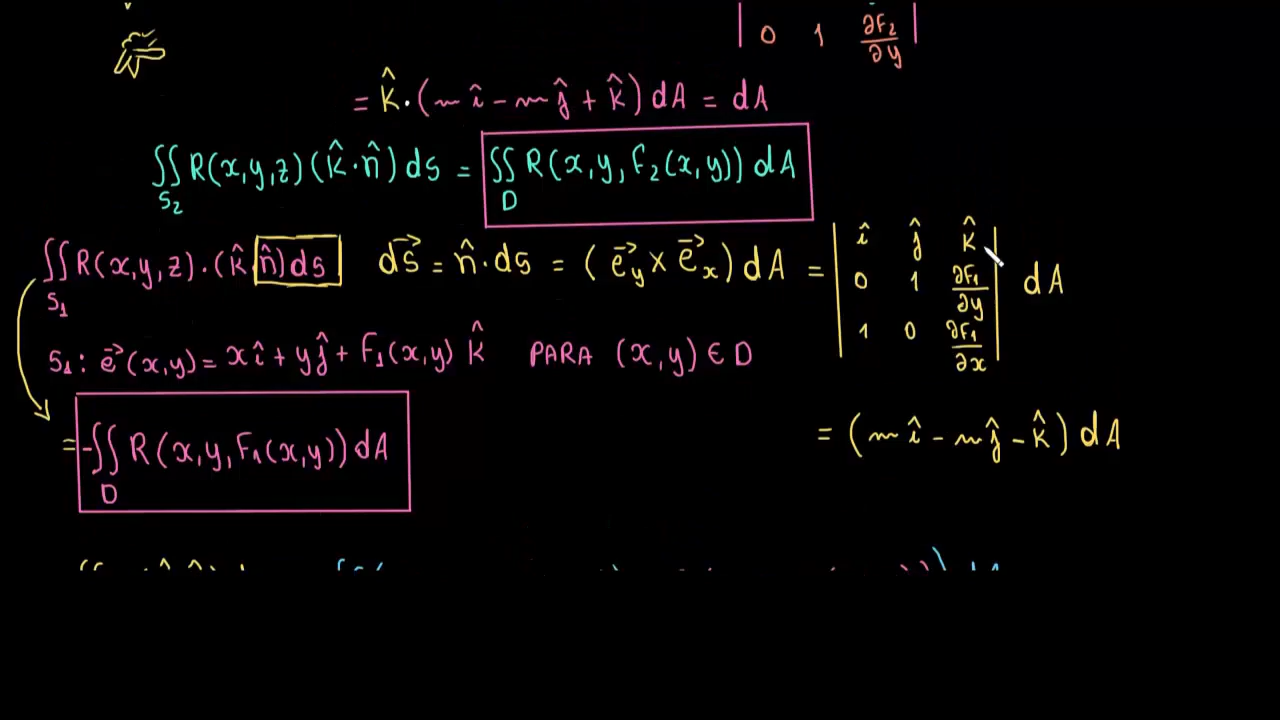 | 0 1 ∂F₂/∂y |
= k̂·(m î − m ĵ + k̂) dA = dA
∬_{S₂} R(x,y,z)(k̂·n̂) ds = ∬_D R(x,y,F₂(x,y)) dA
∬_{S₁} R(x,y,z)·(k̂·n̂) ds dS⃗ = n̂·ds = (e⃗_y × e⃗_x) dA = | î ĵ k̂ |
| 0 1 ∂F₁/∂y | dA
| 1 0 ∂F₁/∂x |
S₁: e⃗(x,y) = x î + y ĵ + F₁(x,y) k̂ PARA (x,y) ∈ D
= −∬_D R(x,y,F₁(x,y)) dA
= (m î − m ĵ − k̂) dA